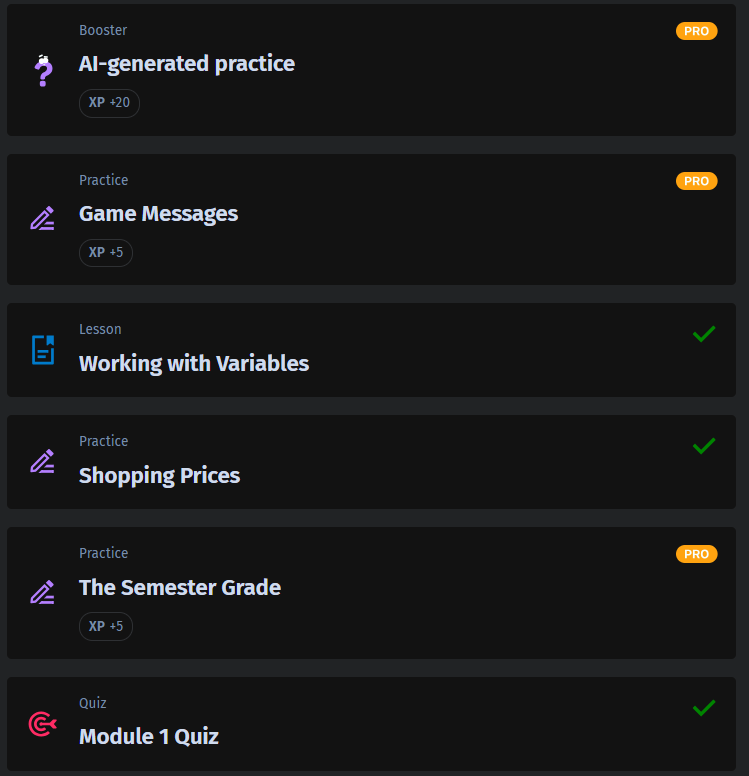 Booster
PRO
AI-generated practice
XP +20
Practice
PRO
Game Messages
XP +5
Lesson
Working with Variables
Practice
Shopping Prices
Practice
PRO
The Semester Grade
XP +5
Quiz
Module 1 Quiz